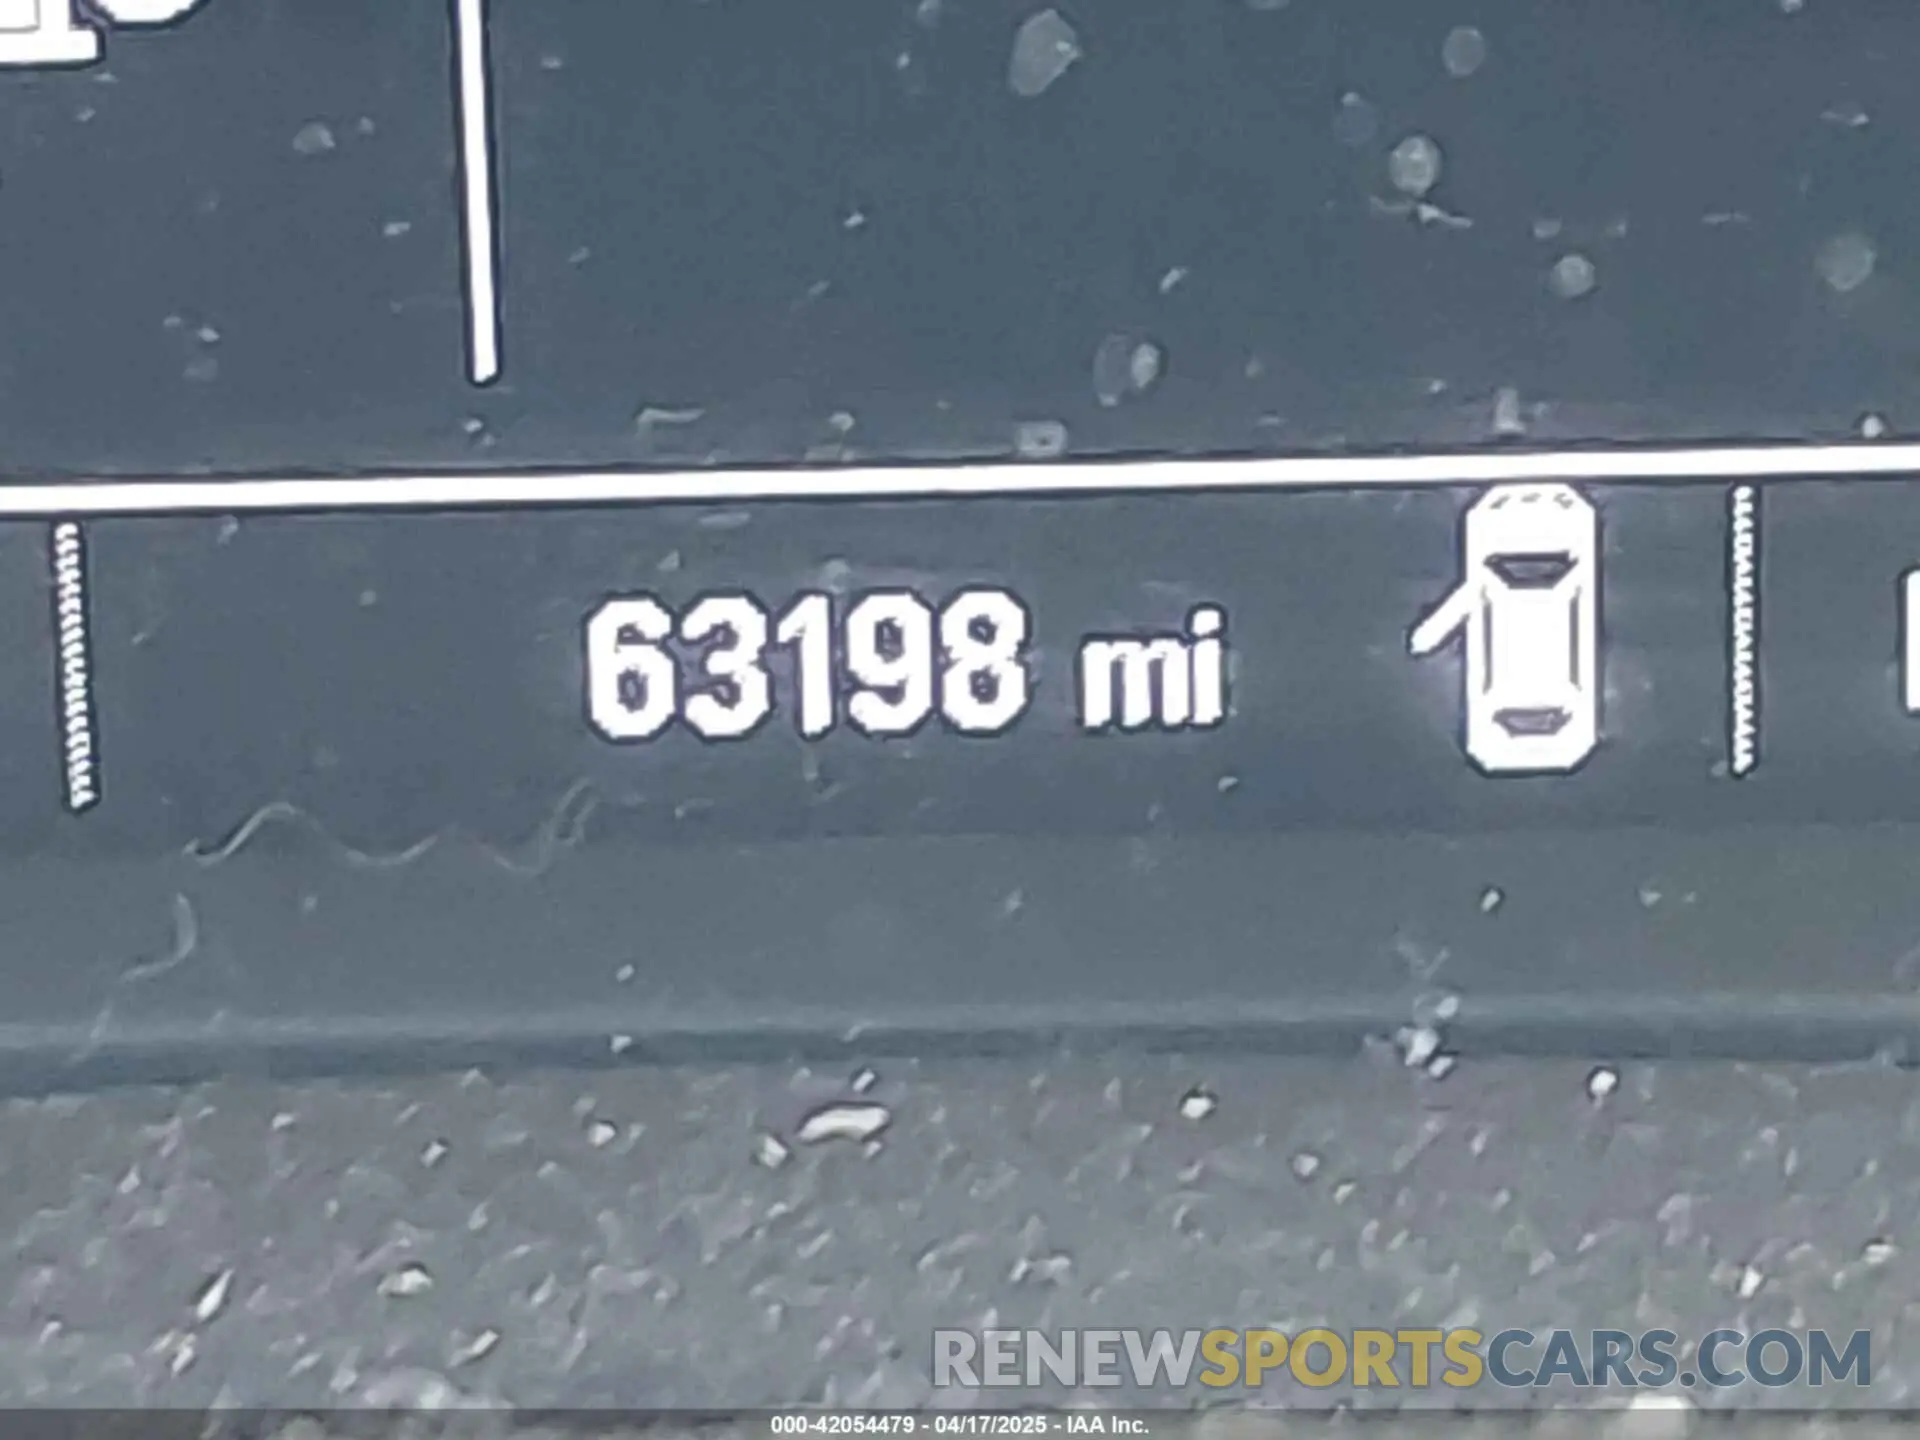 63198 mi
RENEWSPORTSCARS.COM
000-42054479 - 04/17/2025 - IAA Inc.